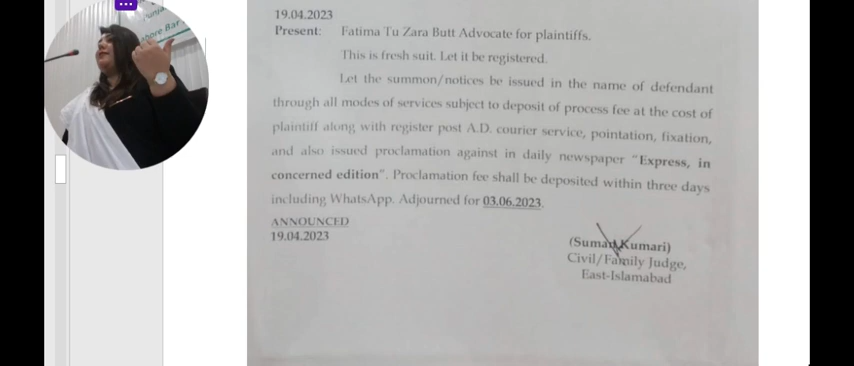 Punja
ahore Bar
19.04.2023
Present: Fatima Tu Zara Butt Advocate for plaintiffs.
This is fresh suit. Let it be registered.
Let the summon/notices be issued in the name of defendant
through all modes of services subject to deposit of process fee at the cost of
plaintiff along with register post A.D. courier service, pointation, fixation,
and also issued proclamation against in daily newspaper "Express, in
concerned edition". Proclamation fee shall be deposited within three days
including WhatsApp. Adjourned for 03.06.2023.
ANNOUNCED
19.04.2023
(Suman Kumari)
Civil/Family Judge,
East-Islamabad